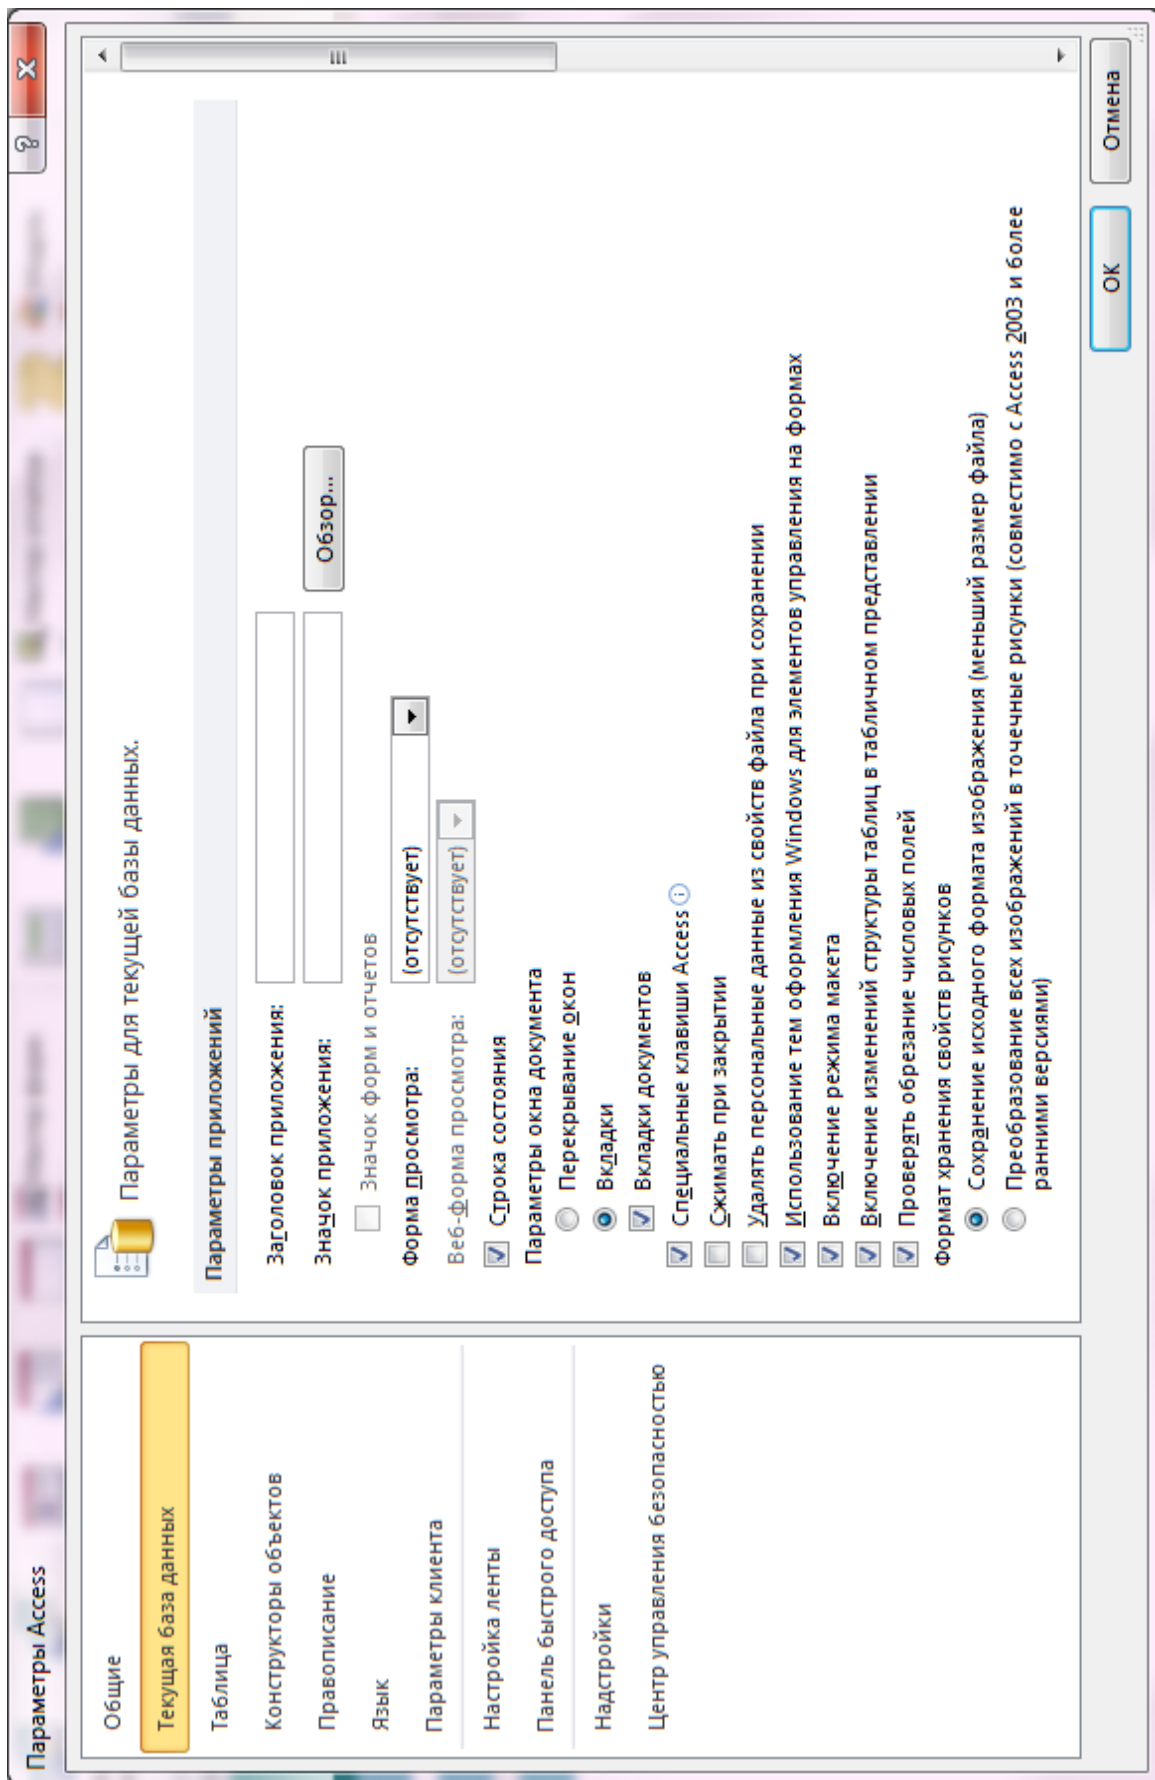 Параметры Access
Общие
Текущая база данных
Таблица
Конструкторы объектов
Правописание
Язык
Параметры клиента
Настройка ленты
Панель быстрого доступа
Надстройки
Центр управления безопасностью
Параметры для текущей базы данных.
Параметры приложений
Заголовок приложения:
Значок приложения:
Обзор...
Значок форм и отчетов
Форма просмотра:
(отсутствует)
Веб-форма просмотра:
(отсутствует)
Строка состояния
Параметры окна документа
Перекрывание окон
Вкладки
Вкладки документов
Специальные клавиши Access
Сжимать при закрытии
Удалять персональные данные из свойств файла при сохранении
Использование тем оформления Windows для элементов управления на формах
Включение режима макета
Включение изменений структуры таблиц в табличном представлении
Проверять обрезание числовых полей
Формат хранения свойств рисунков
Сохранение исходного формата изображения (меньший размер файла)
Преобразование всех изображений в точечные рисунки (совместимо с Access 2003 и более
ранними версиями)
ОК
Отмена